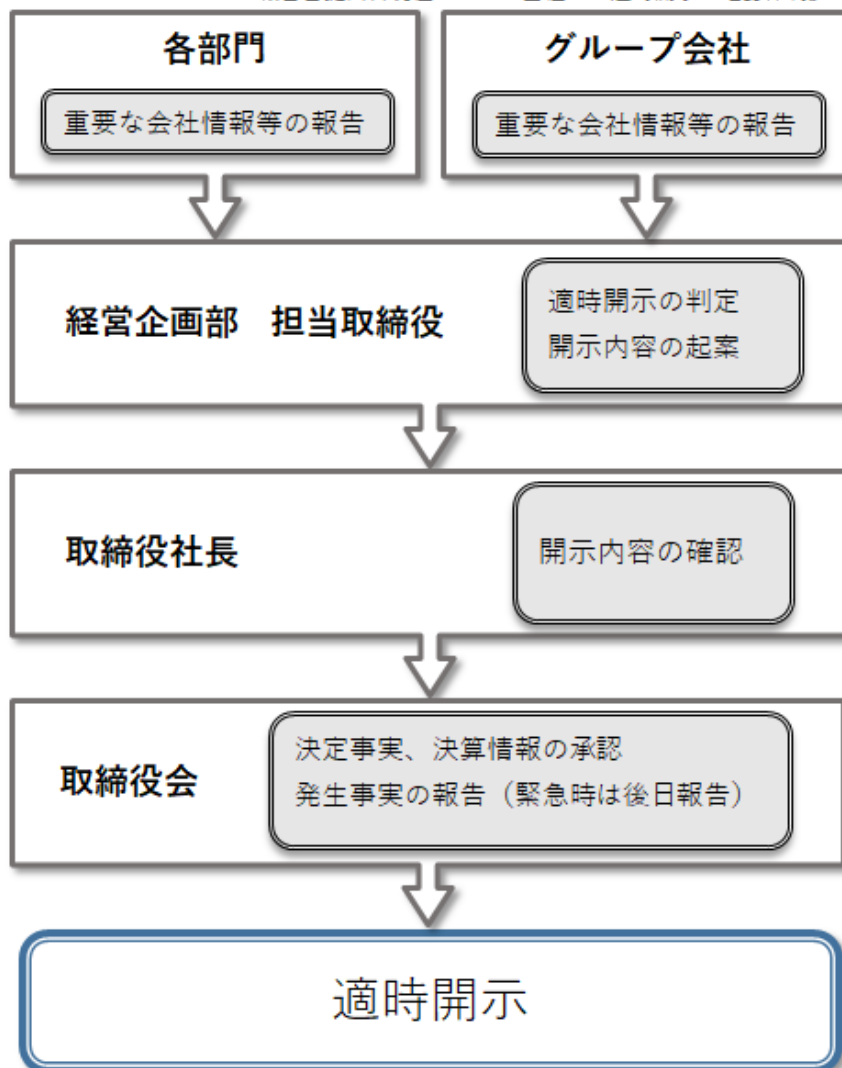 各部門
グループ会社
重要な会社情報等の報告
重要な会社情報等の報告
経営企画部　担当取締役
適時開示の判定
開示内容の起案
取締役社長
開示内容の確認
取締役会
決定事実、決算情報の承認
発生事実の報告（緊急時は後日報告）
適時開示